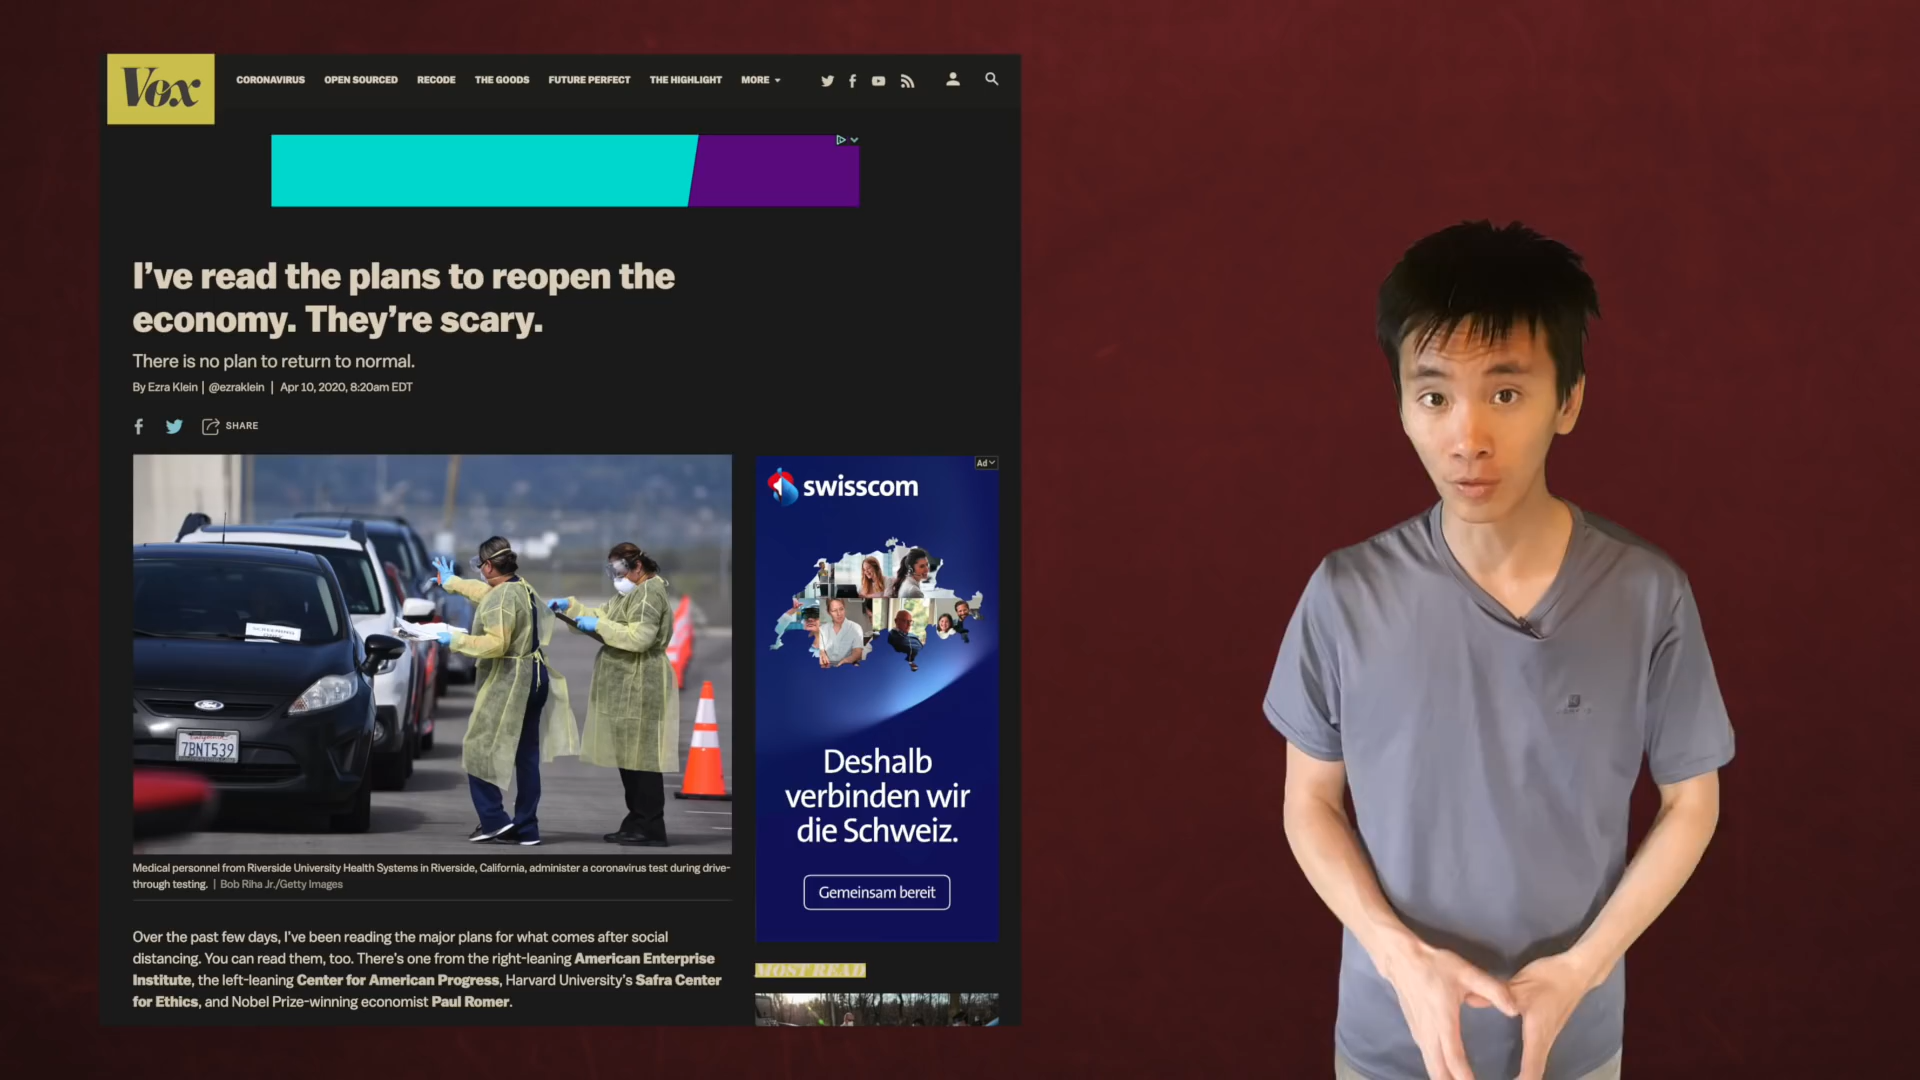 Vox
CORONAVIRUS OPEN SOURCED RECODE THE GOODS FUTURE PERFECT THE HIGHLIGHT MORE
I've read the plans to reopen the
economy. They're scary.
There is no plan to return to normal.
By Ezra Klein | @ezraklein | Apr 10, 2020, 8:20am EDT
SHARE
7BNT539
Medical personnel from Riverside University Health Systems in Riverside, California, administer a coronavirus test during drive-
through testing. | Bob Riha Jr./Getty Images
Over the past few days, I've been reading the major plans for what comes after social
distancing. You can read them, too. There's one from the right-leaning American Enterprise
Institute, the left-leaning Center for American Progress, Harvard University's Safra Center
for Ethics, and Nobel Prize-winning economist Paul Romer.
Ad
swisscom
Deshalb
verbinden wir
die Schweiz.
Gemeinsam bereit
MOST READ